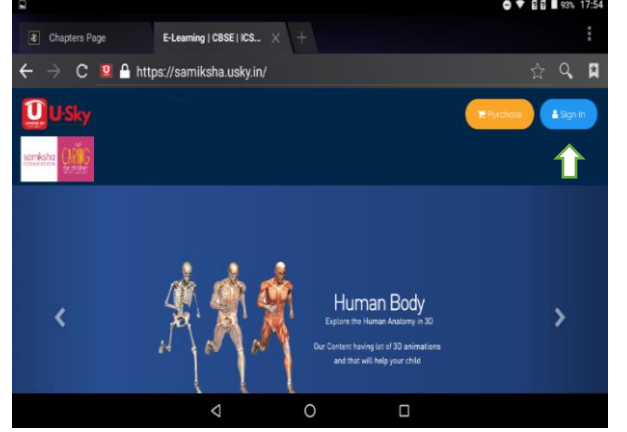 93% 17:54
Chapters Page
E-Learning | CBSE | ICS...
https://samiksha.usky.in/
U-Sky
Purchase
Sign In
samiksha
FOUNDATION
CARING
Human Body
Explore the Human Anatomy in 3D
Our Content having lot of 3D animations
and that will help your child